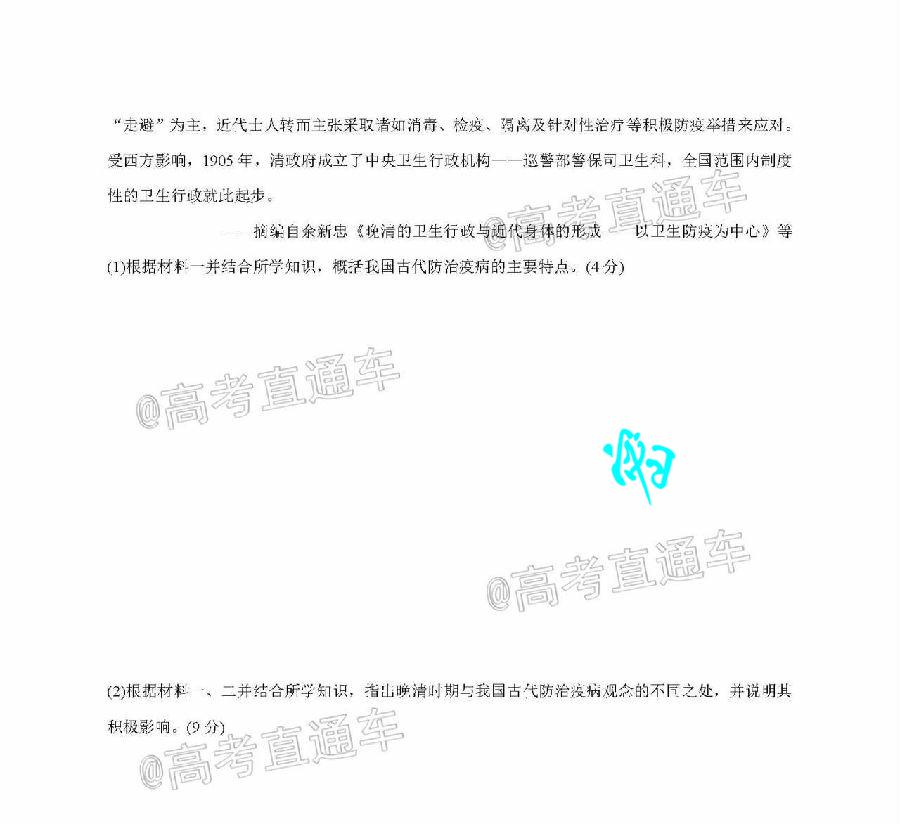 “走避”为主，近代士人转而主张采取诸如消毒、检疫、隔离及针对性治疗等积极防疫举措来应对。
受西方影响，1905 年，清政府成立了中央卫生行政机构——巡警部警保司卫生科，全国范围内制度
性的卫生行政就此起步。
@高考直通车
——摘编自余新忠《晚清的卫生行政与近代身体的形成——以卫生防疫为中心》等
(1)根据材料一并结合所学知识，概括我国古代防治疫病的主要特点。(4 分)
@高考直通车
@高考直通车
(2)根据材料一、二并结合所学知识，指出晚清时期与我国古代防治疫病观念的不同之处，并说明其
积极影响。(9 分)
@高考直通车